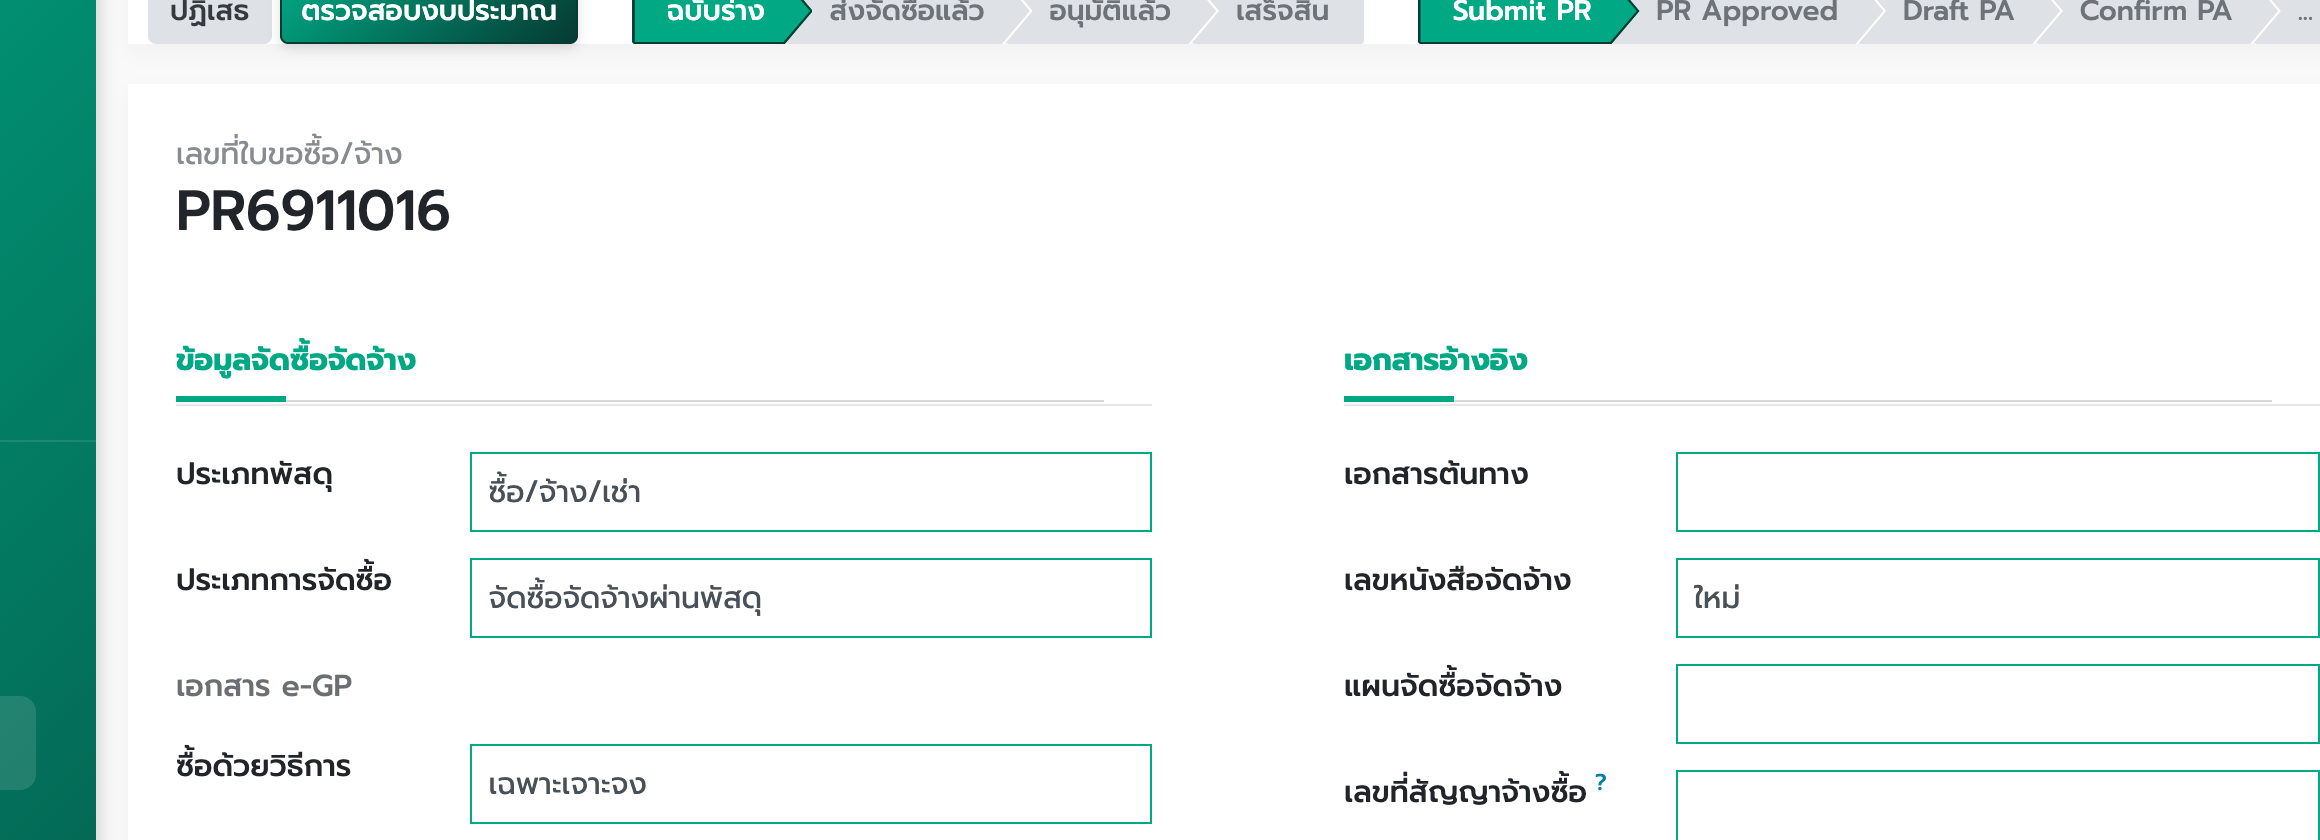 ปฏิเสธ ตรวจสอบงบประมาณ ฉบับร่าง ส่งจัดซื้อแล้ว อนุมัติแล้ว เสร็จสิ้น Submit PR PR Approved Draft PA Confirm PA ...
เลขที่ใบขอซื้อ/จ้าง
PR6911016
ข้อมูลจัดซื้อจัดจ้าง
ประเภทพัสดุ ซื้อ/จ้าง/เช่า
ประเภทการจัดซื้อ จัดซื้อจัดจ้างผ่านพัสดุ
เอกสาร e-GP
ซื้อด้วยวิธีการ เฉพาะเจาะจง
เอกสารอ้างอิง
เอกสารต้นทาง
เลขหนังสือจัดจ้าง ใหม่
แผนจัดซื้อจัดจ้าง
เลขที่สัญญาจ้างซื้อ ?